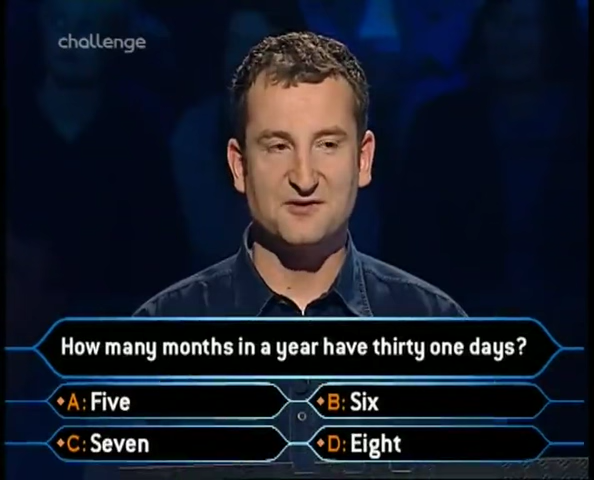 challenge
How many months in a year have thirty one days?
A: Five
B: Six
C: Seven
D: Eight